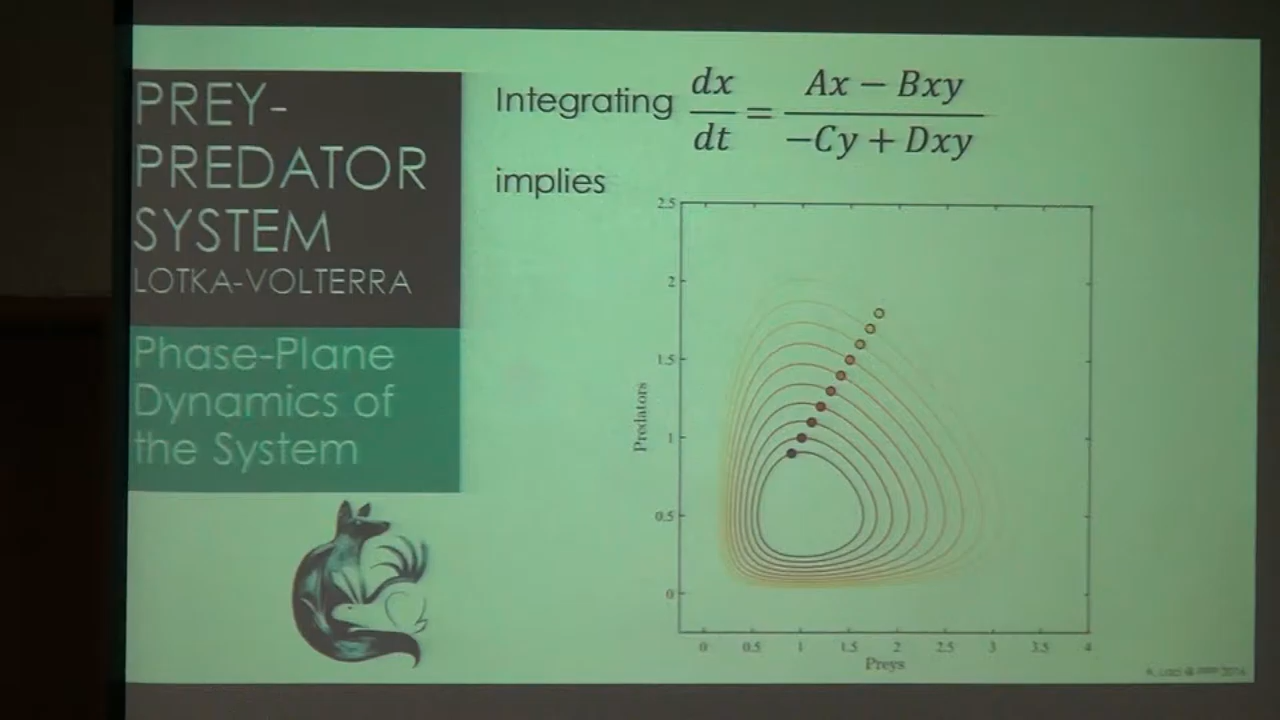 PREY-
PREDATOR
SYSTEM
LOTKA-VOLTERRA
Phase-Plane
Dynamics of
the System
Integrating dx/dt = (Ax − Bxy)/(−Cy + Dxy)
implies
2.5
2
1.5
1
0.5
0
Predators
0 0.5 1 1.5 2 2.5 3 3.5 4
Preys